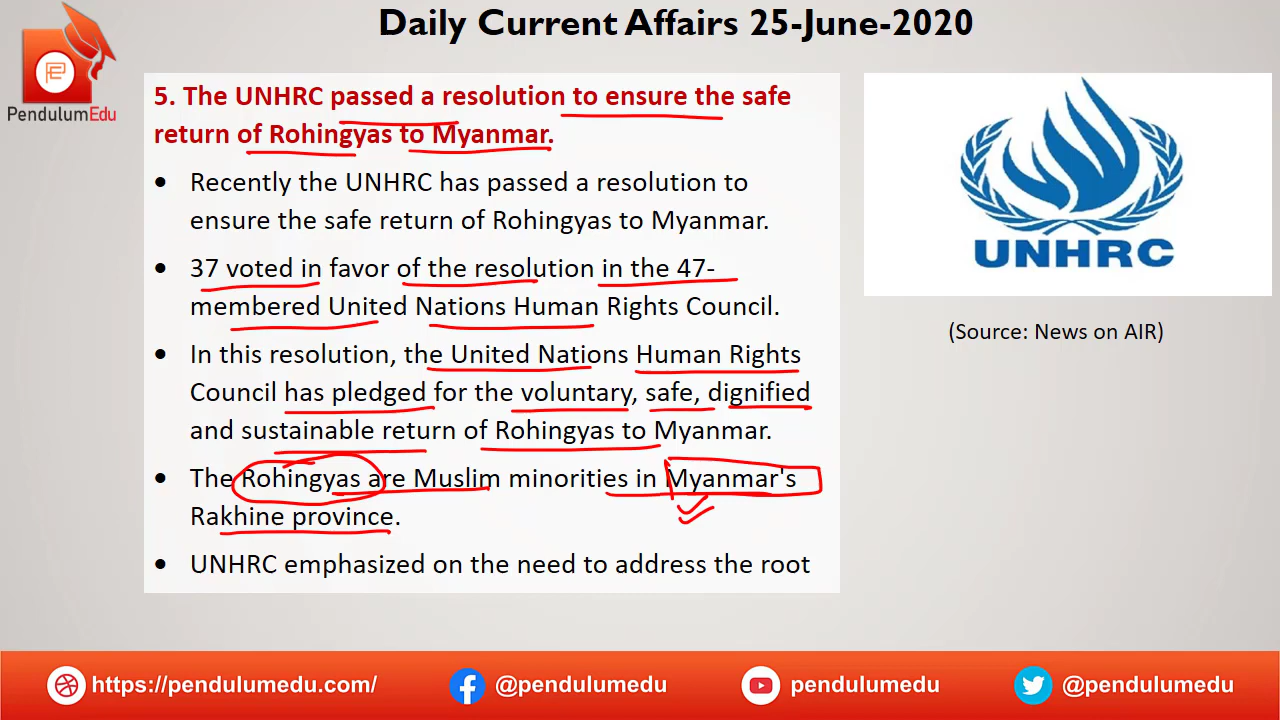 Daily Current Affairs 25-June-2020
PendulumEdu
5. The UNHRC passed a resolution to ensure the safe
return of Rohingyas to Myanmar.
• Recently the UNHRC has passed a resolution to
ensure the safe return of Rohingyas to Myanmar.
• 37 voted in favor of the resolution in the 47-
membered United Nations Human Rights Council.
• In this resolution, the United Nations Human Rights
Council has pledged for the voluntary, safe, dignified
and sustainable return of Rohingyas to Myanmar.
• The Rohingyas are Muslim minorities in Myanmar's
Rakhine province.
• UNHRC emphasized on the need to address the root
UNHRC
(Source: News on AIR)
https://pendulumedu.com/
@pendulumedu
pendulumedu
@pendulumedu